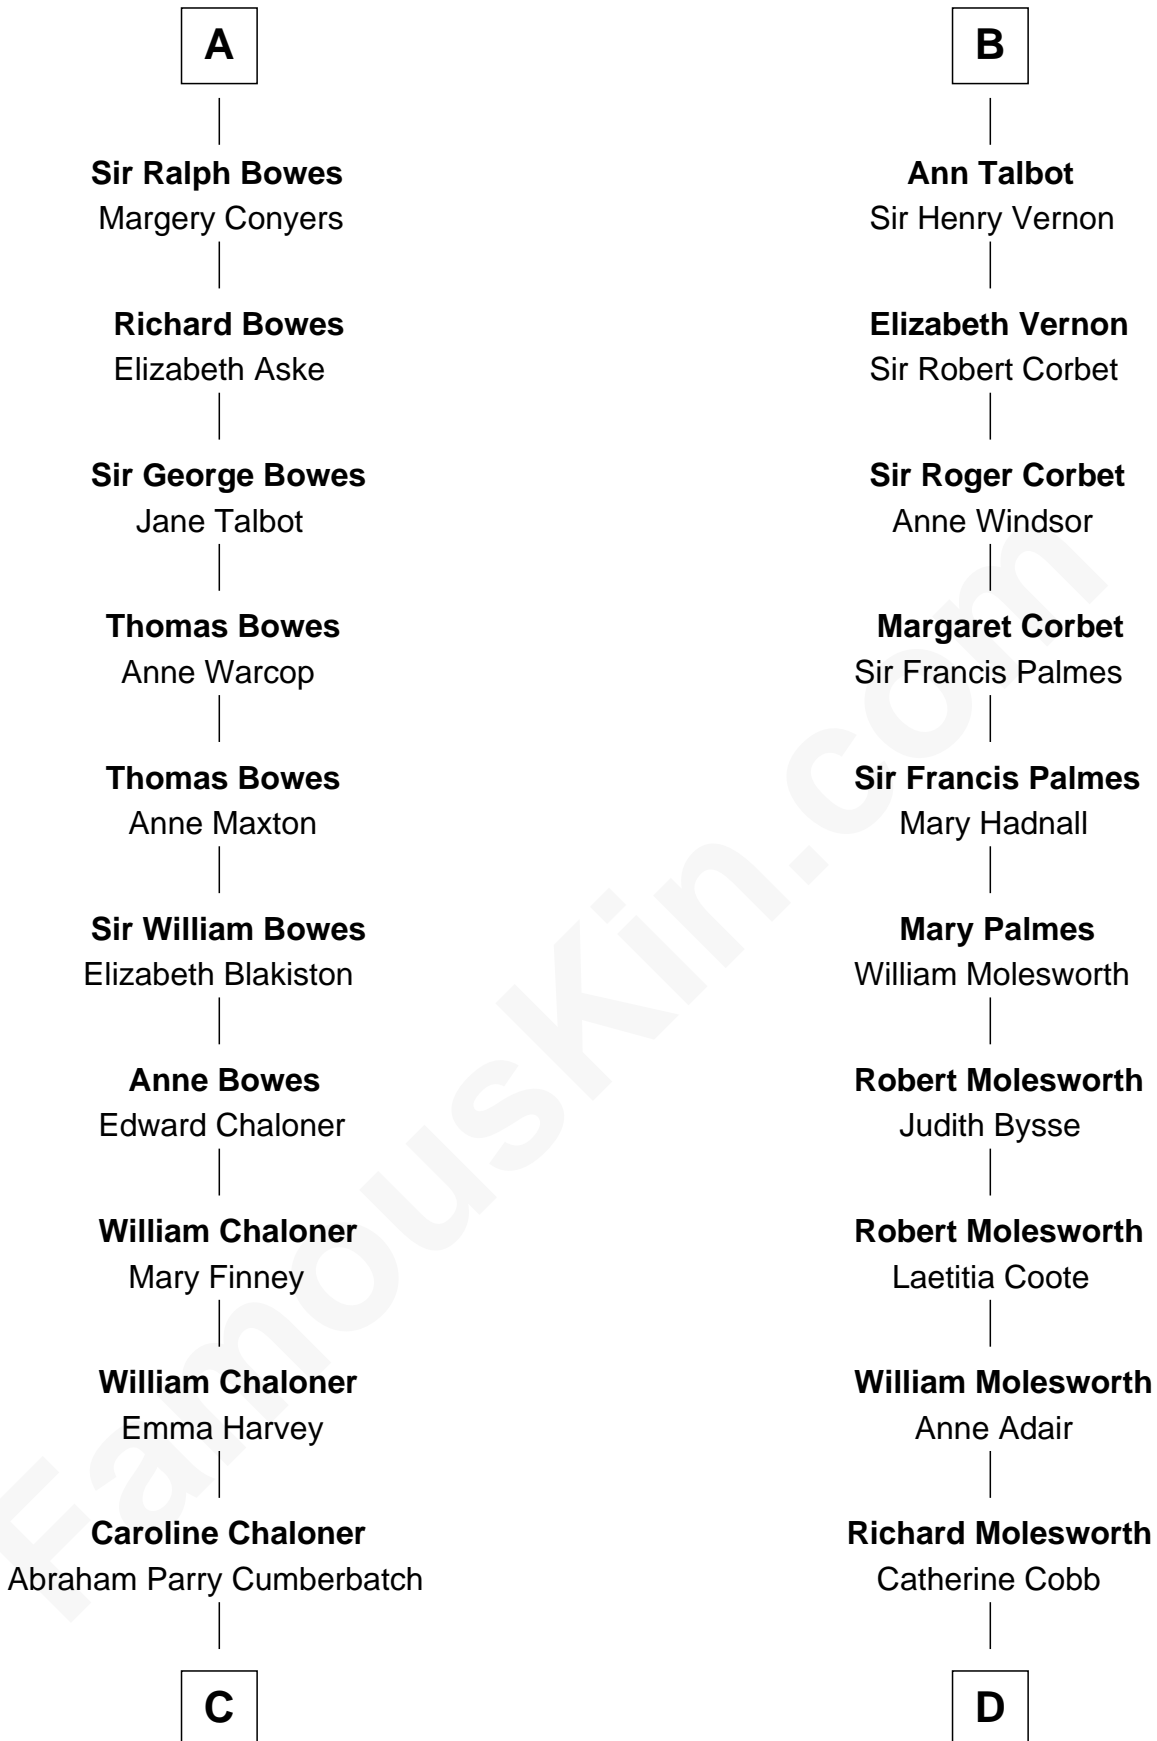 A
Sir Ralph Bowes
Margery Conyers
Richard Bowes
Elizabeth Aske
Sir George Bowes
Jane Talbot
Thomas Bowes
Anne Warcop
Thomas Bowes
Anne Maxton
Sir William Bowes
Elizabeth Blakiston
Anne Bowes
Edward Chaloner
William Chaloner
Mary Finney
William Chaloner
Emma Harvey
Caroline Chaloner
Abraham Parry Cumberbatch
C
B
Ann Talbot
Sir Henry Vernon
Elizabeth Vernon
Sir Robert Corbet
Sir Roger Corbet
Anne Windsor
Margaret Corbet
Sir Francis Palmes
Sir Francis Palmes
Mary Hadnall
Mary Palmes
William Molesworth
Robert Molesworth
Judith Bysse
Robert Molesworth
Laetitia Coote
William Molesworth
Anne Adair
Richard Molesworth
Catherine Cobb
D
FamousKin.com